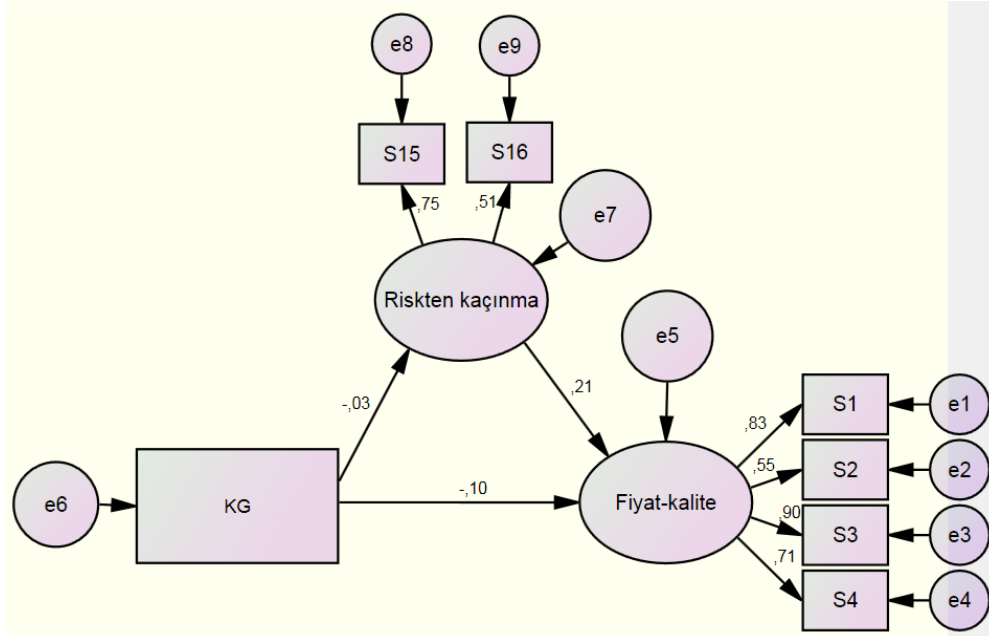 e8
e9
S15
S16
,75
,51
e7
Riskten kaçınma
e5
-,03
,21
S1
e1
,83
S2
e2
,55
e6
KG
-,10
Fiyat-kalite
,90
S3
e3
,71
S4
e4